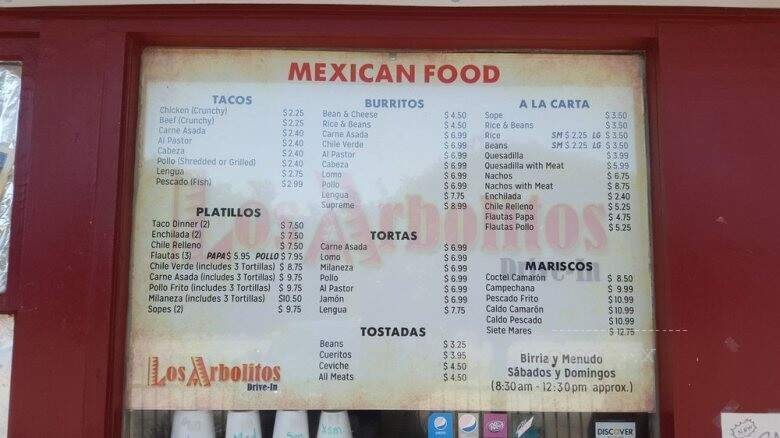 MEXICAN FOOD
TACOS
Chicken (Crunchy) $2.25
Beef (Crunchy) $2.25
Carne Asada $2.40
Al Pastor $2.40
Cabeza $2.40
Pollo (Shredded or Grilled) $2.40
Lengua $2.75
Pescado (Fish) $2.99
PLATILLOS
Taco Dinner (2) $7.50
Enchilada (2) $7.50
Chile Relleno $7.50
Flautas (3) PAPA $5.95 POLLO $7.95
Chile Verde (includes 3 Tortillas) $8.75
Carne Asada (includes 3 Tortillas) $9.75
Pollo Frito (includes 3 Tortillas) $9.75
Milaneza (includes 3 Tortillas) $10.50
Sopes (2) $9.75
Los Arbolitos
Drive-In
BURRITOS
Bean & Cheese $4.50
Rice & Beans $4.50
Carne Asada $6.99
Chile Verde $6.99
Al Pastor $6.99
Cabeza $6.99
Lomo $6.99
Pollo $6.99
Lengua $7.75
Supreme $8.99
TORTAS
Carne Asada $6.99
Lomo $6.99
Milaneza $6.99
Pollo $6.99
Al Pastor $6.99
Jamón $6.99
Lengua $7.75
TOSTADAS
Beans $3.25
Cueritos $3.95
Ceviche $4.50
All Meats $4.50
A LA CARTA
Sope $3.50
Rice & Beans $3.50
Rice SM $2.25 LG $3.50
Beans SM $2.25 LG $3.50
Quesadilla $3.99
Quesadilla with Meat $5.99
Nachos $6.75
Nachos with Meat $8.75
Enchilada $2.40
Chile Relleno $5.25
Flautas Papa $4.75
Flautas Pollo $5.25
Los Arbolitos
Drive-In
MARISCOS
Coctel Camarón $8.50
Campechana $9.99
Pescado Frito $10.99
Caldo Camarón $10.99
Caldo Pescado $10.99
Siete Mares $12.75
Birria y Menudo
Sábados y Domingos
(8:30am - 12:30pm approx.)
pepsi
DISCOVER